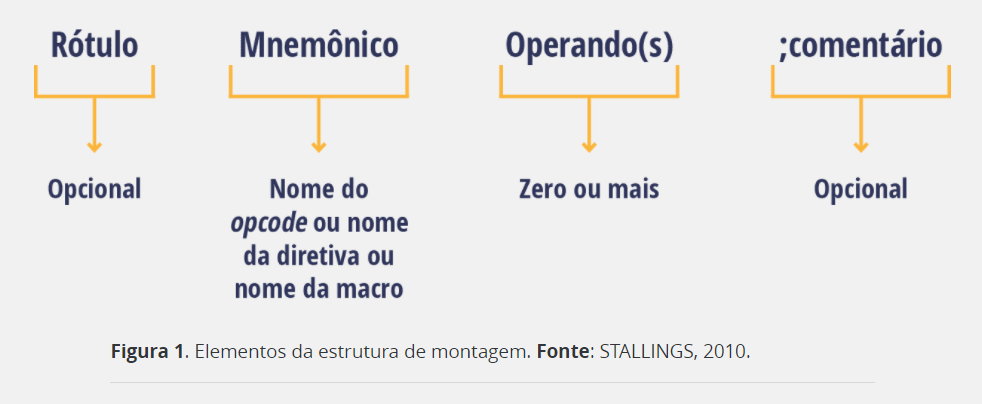 Rótulo Mnemônico Operando(s) ;comentário
Opcional Nome do Zero ou mais Opcional
opcode ou nome
da diretiva ou
nome da macro
Figura 1. Elementos da estrutura de montagem. Fonte: STALLINGS, 2010.